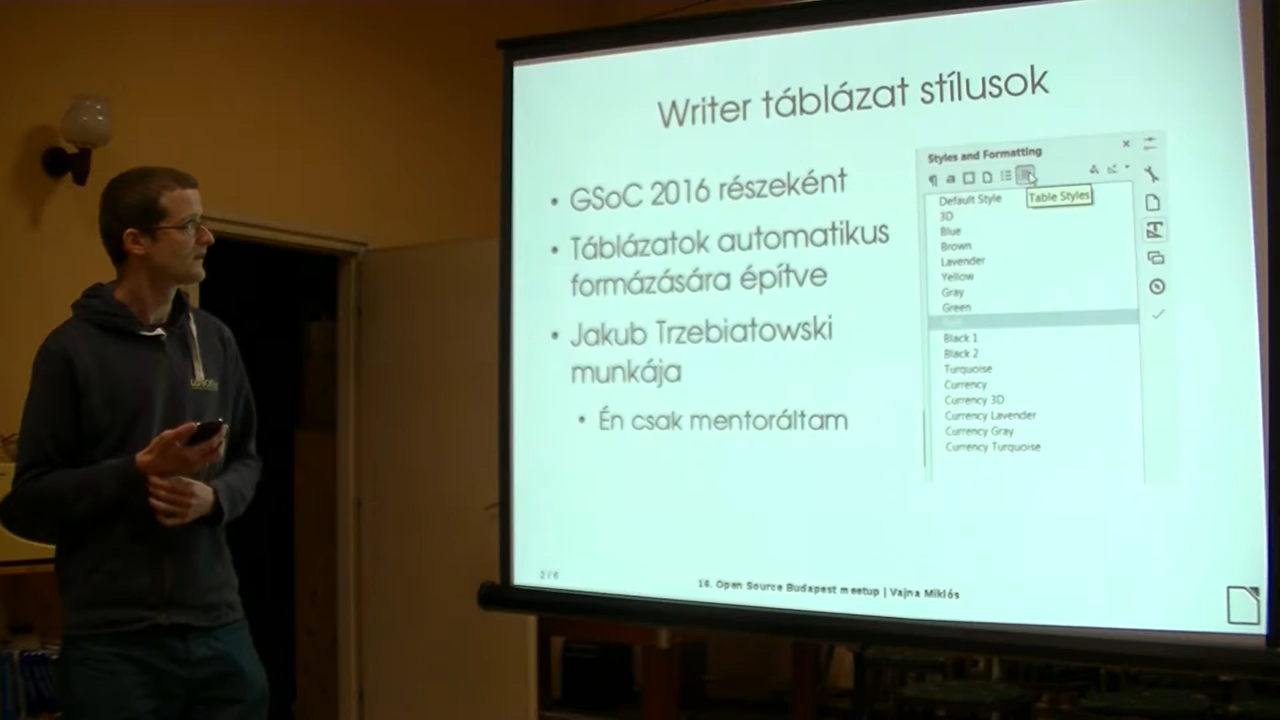 Writer táblázat stílusok
• GSoC 2016 részeként
• Táblázatok automatikus
formázására építve
• Jakub Trzebiatowski
munkája
• Én csak mentoráltam
Styles and Formatting
Table Styles
Default Style
3D
Blue
Brown
Lavender
Yellow
Gray
Green
Black 1
Black 2
Turquoise
Currency
Currency 3D
Currency Lavender
Currency Gray
Currency Turquoise
2 / 6
16. Open Source Budapest meetup | Vajna Miklós